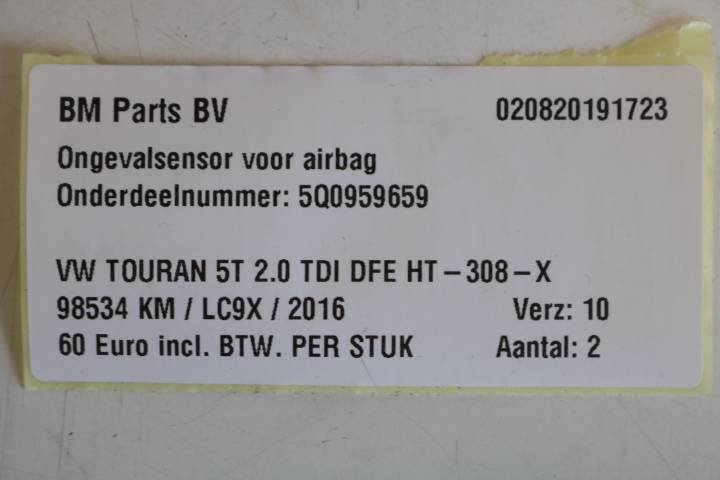 BM Parts BV 020820191723
Ongevalsensor voor airbag
Onderdeelnummer: 5Q0959659
VW TOURAN 5T 2.0 TDI DFE HT-308-X
98534 KM / LC9X / 2016 Verz: 10
60 Euro incl. BTW. PER STUK Aantal: 2